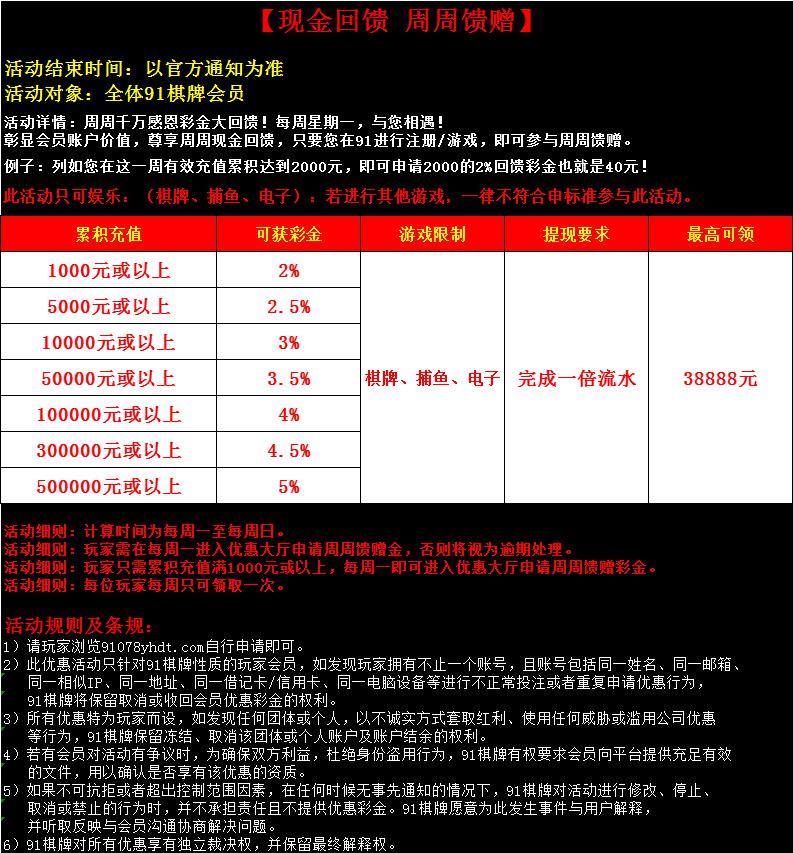 【现金回馈 周周馈赠】
活动结束时间：以官方通知为准
活动对象：全体91棋牌会员
活动详情：周周千万感恩彩金大回馈！每周星期一，与您相遇！
彰显会员账户价值，尊享周周现金回馈，只要您在91进行注册/游戏，即可参与周周馈赠。
例子：列如您在这一周有效充值累积达到2000元，即可申请2000的2%回馈彩金也就是40元！
此活动只可娱乐：（棋牌、捕鱼、电子）：若进行其他游戏，一律不符合申标准参与此活动。
累积充值 可获彩金 游戏限制 提现要求 最高可领
1000元或以上 2%
5000元或以上 2.5%
10000元或以上 3%
50000元或以上 3.5% 棋牌、捕鱼、电子 完成一倍流水 38888元
100000元或以上 4%
300000元或以上 4.5%
500000元或以上 5%
活动细则：计算时间为每周一至每周日。
活动细则：玩家需在每周一进入优惠大厅申请周周馈赠金，否则将视为逾期处理。
活动细则：玩家只需累积充值满1000元或以上，每周一即可进入优惠大厅申请周周馈赠彩金。
活动细则：每位玩家每周只可领取一次。
活动规则及条规：
1）请玩家浏览91078yhdt.com自行申请即可。
2）此优惠活动只针对91棋牌性质的玩家会员，如发现玩家拥有不止一个账号，且账号包括同一姓名、同一邮箱、
同一相似IP、同一地址、同一借记卡/信用卡、同一电脑设备等进行不正常投注或者重复申请优惠行为，
91棋牌将保留取消或收回会员优惠彩金的权利。
3）所有优惠特为玩家而设，如发现任何团体或个人，以不诚实方式套取红利、使用任何威胁或滥用公司优惠
等行为，91棋牌保留冻结、取消该团体或个人账户及账户结余的权利。
4）若有会员对活动有争议时，为确保双方利益，杜绝身份盗用行为，91棋牌有权要求会员向平台提供充足有效
的文件，用以确认是否享有该优惠的资质。
5）如果不可抗拒或者超出控制范围因素，在任何时候无事先通知的情况下，91棋牌对活动进行修改、停止、
取消或禁止的行为时，并不承担责任且不提供优惠彩金。91棋牌愿意为此发生事件与用户解释，
并听取反映与会员沟通协商解决问题。
6）91棋牌对所有优惠享有独立裁决权，并保留最终解释权。